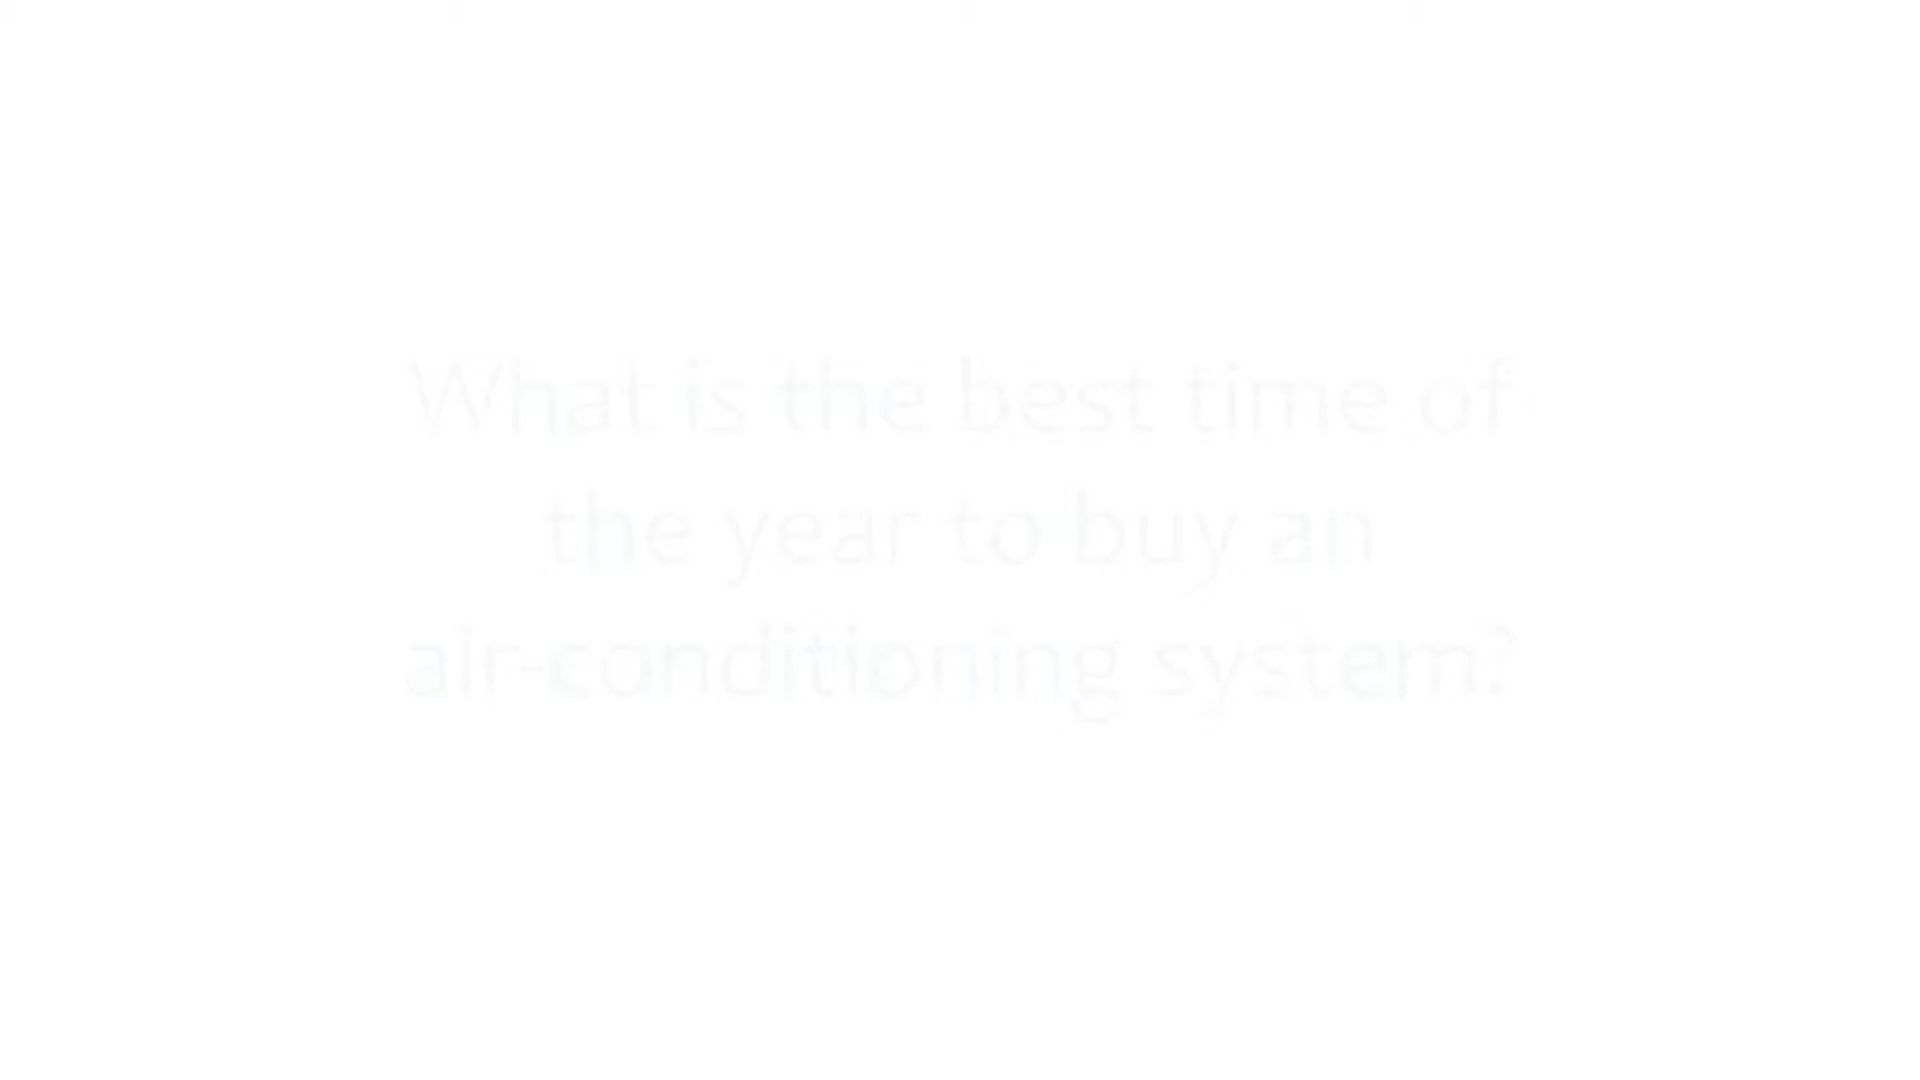 What is the best time of
the year to buy an
air-conditioning system?